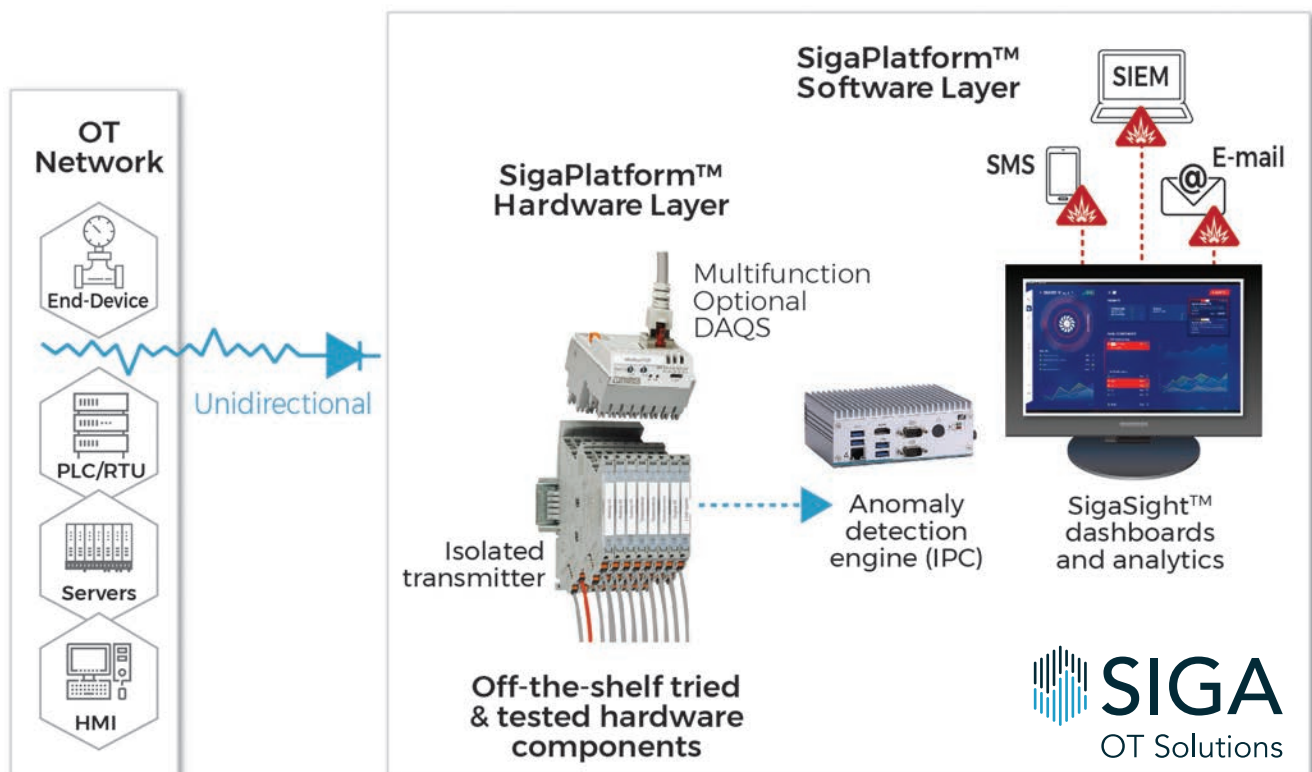 OT
Network
End-Device
Unidirectional
PLC/RTU
Servers
HMI
SigaPlatform™
Hardware Layer
Multifunction
Optional
DAQS
Isolated
transmitter
Off-the-shelf tried
& tested hardware
components
Anomaly
detection
engine (IPC)
SigaPlatform™
Software Layer
SIEM
SMS
E-mail
@
SigaSight™
dashboards
and analytics
SIGA
OT Solutions